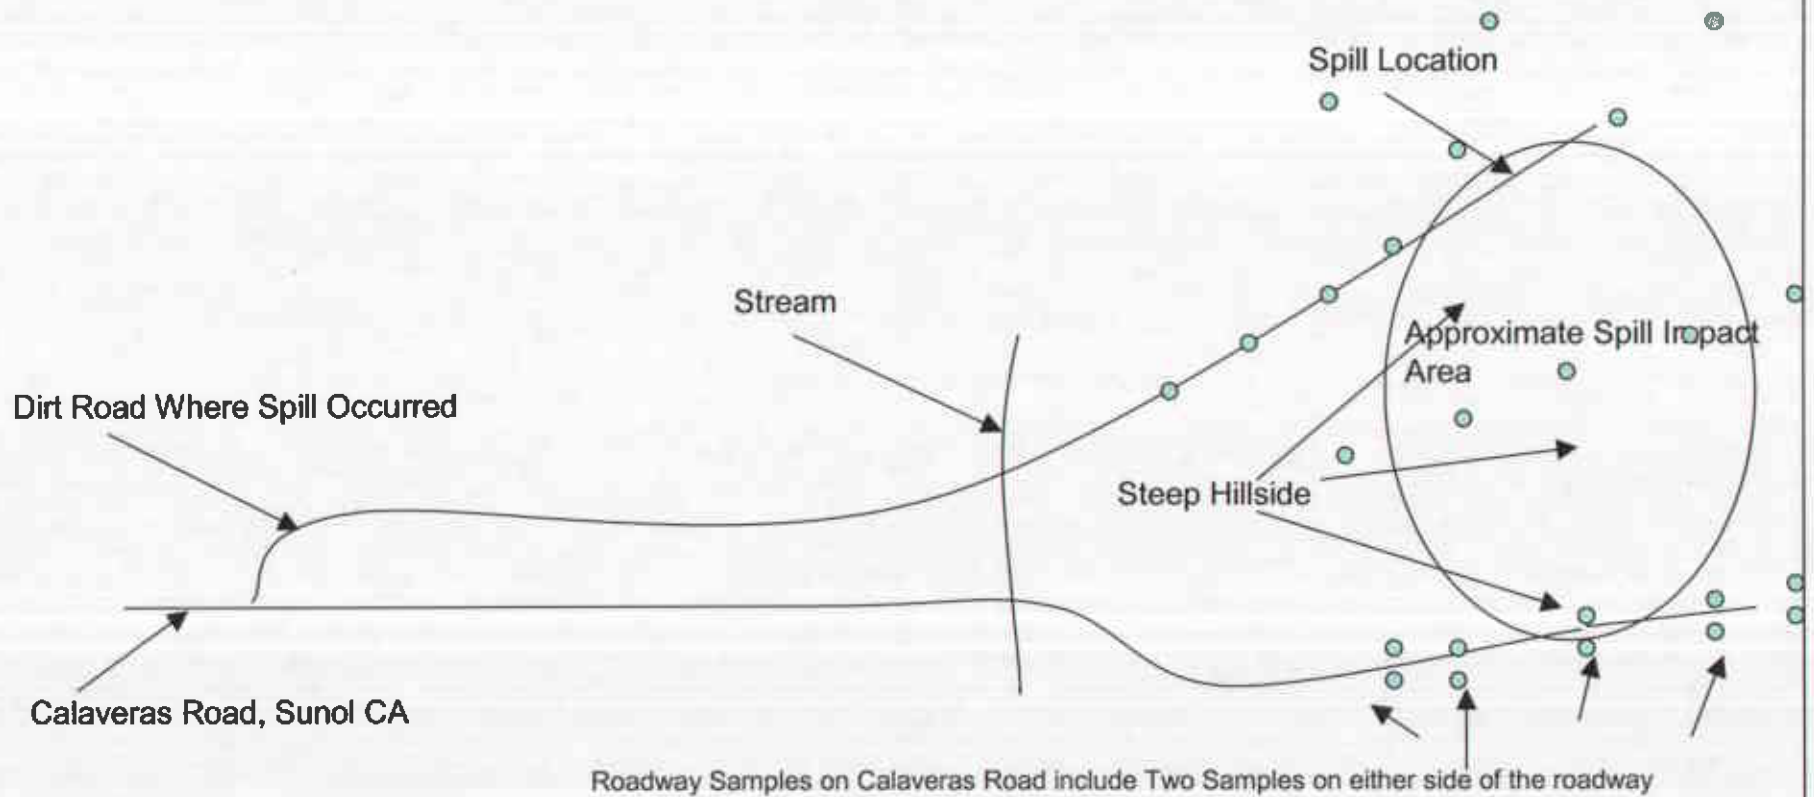 Spill Location
Stream
Approximate Spill Impact
Area
Dirt Road Where Spill Occurred
Steep Hillside
Calaveras Road, Sunol CA
Roadway Samples on Calaveras Road include Two Samples on either side of the roadway